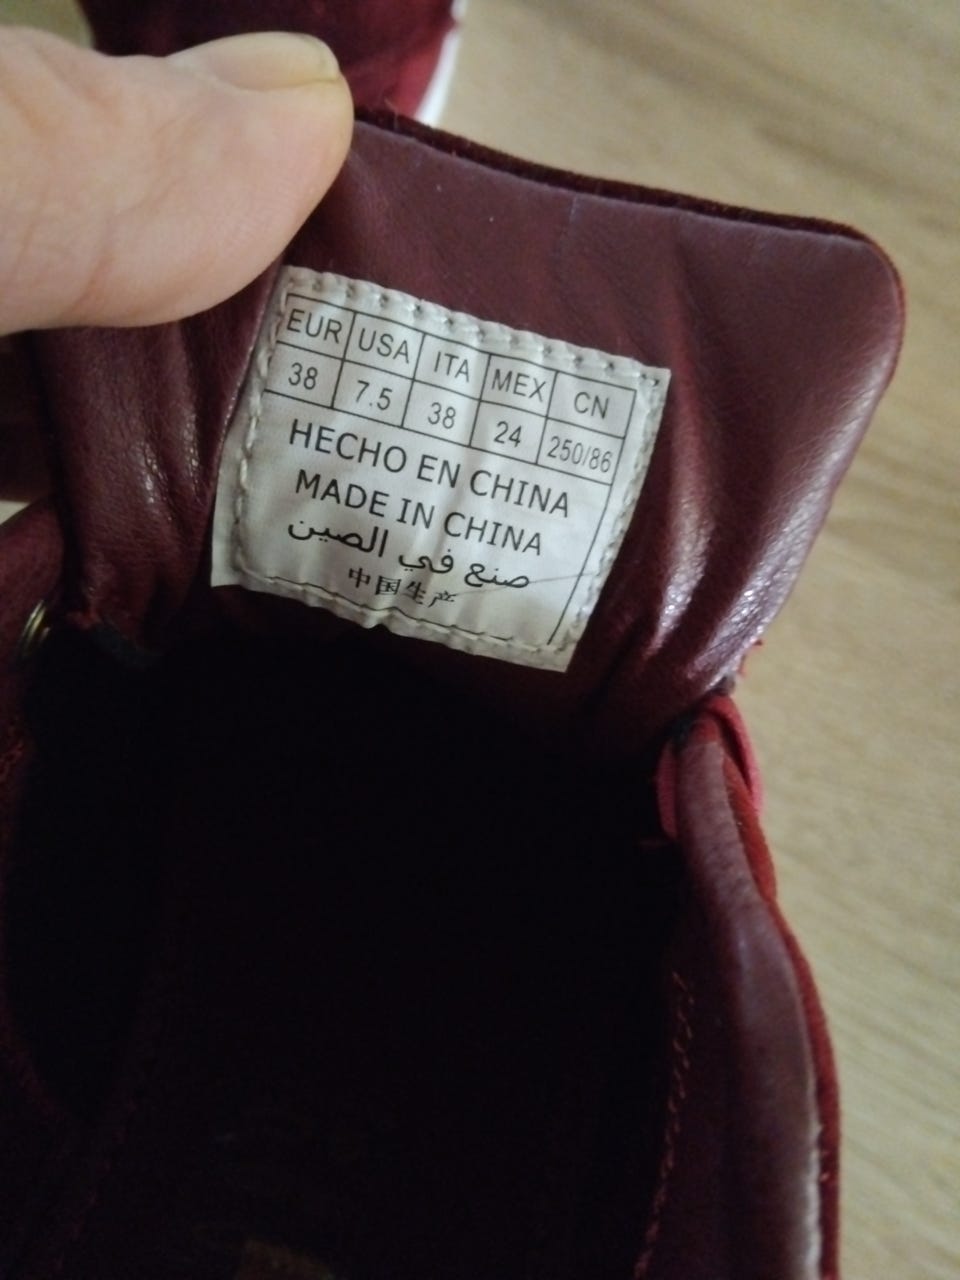 EUR USA ITA MEX CN
38 7.5 38 24 250/86
HECHO EN CHINA
MADE IN CHINA
صنع في الصين
中国生产